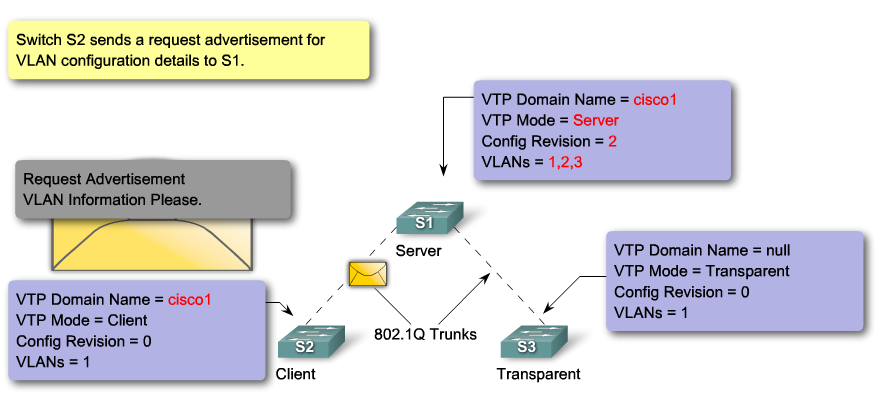 Switch S2 sends a request advertisement for
VLAN configuration details to S1.
VTP Domain Name = cisco1
VTP Mode = Server
Config Revision = 2
VLANs = 1,2,3
Request Advertisement
VLAN Information Please.
S1
Server
VTP Domain Name = null
VTP Mode = Transparent
Config Revision = 0
VLANs = 1
VTP Domain Name = cisco1
VTP Mode = Client
Config Revision = 0
VLANs = 1
802.1Q Trunks
S2
Client
S3
Transparent